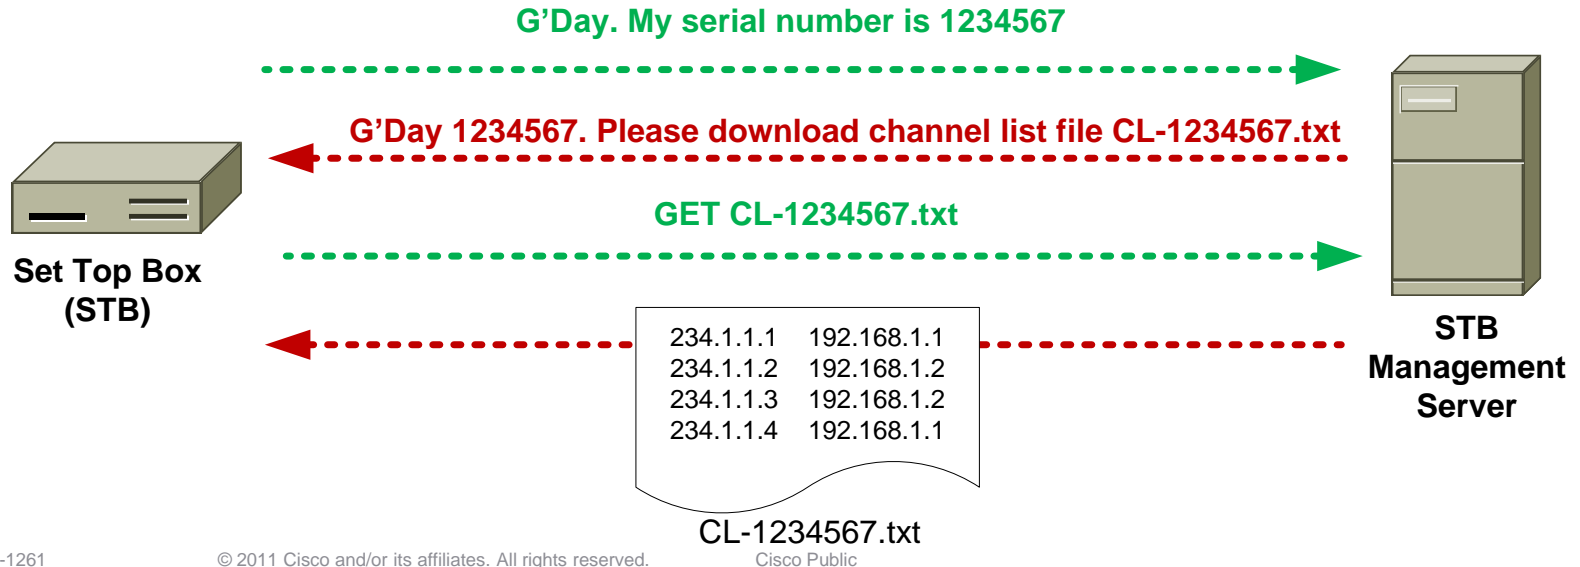 G’Day. My serial number is 1234567
G’Day 1234567. Please download channel list file CL-1234567.txt
GET CL-1234567.txt
Set Top Box
(STB)
234.1.1.1 192.168.1.1
234.1.1.2 192.168.1.2
234.1.1.3 192.168.1.2
234.1.1.4 192.168.1.1
STB
Management
Server
CL-1234567.txt
-1261 © 2011 Cisco and/or its affiliates. All rights reserved. Cisco Public